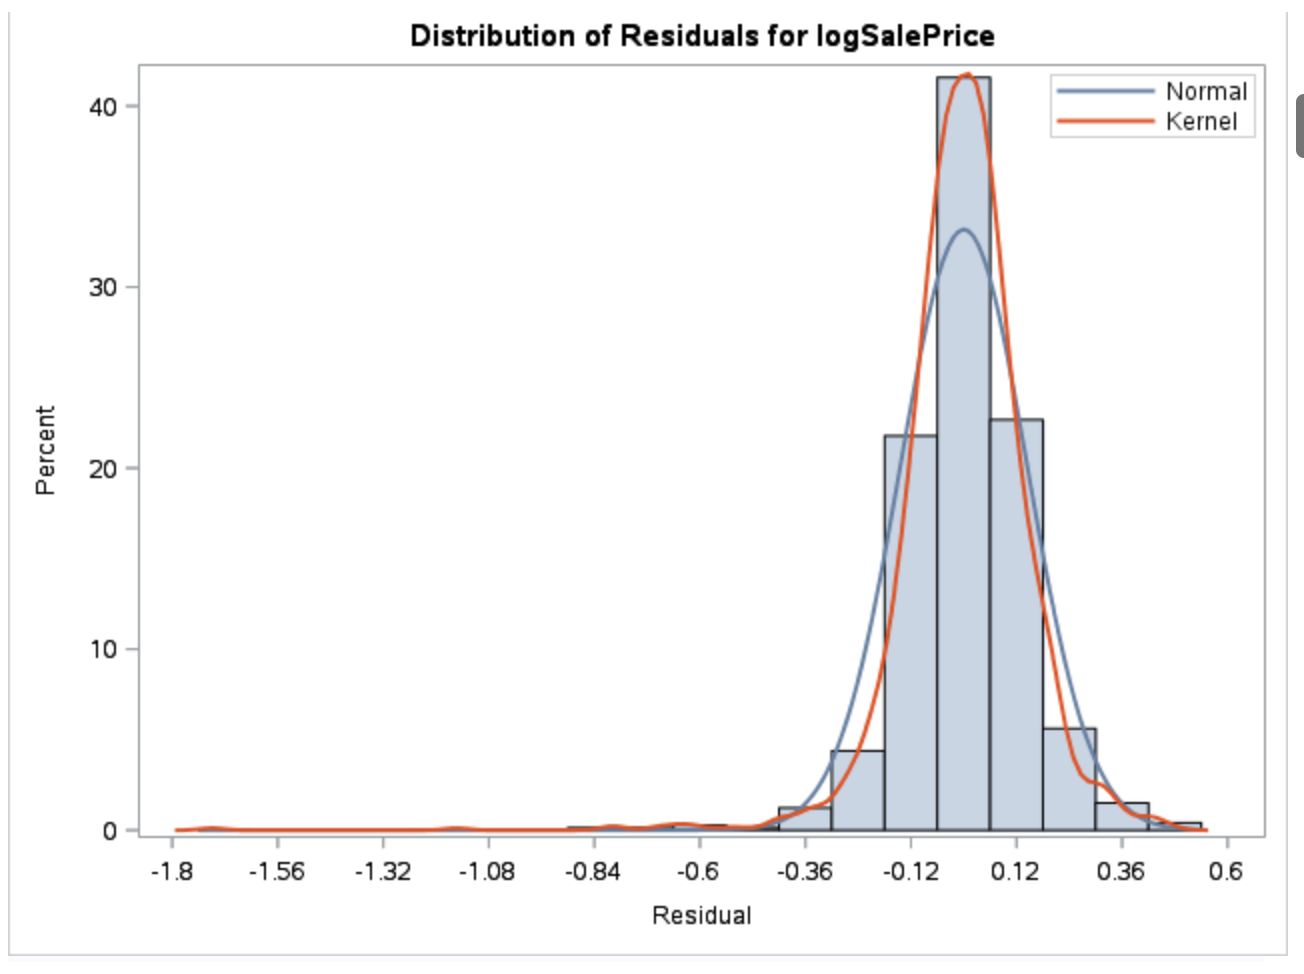 Distribution of Residuals for logSalePrice
Normal
Kernel
40
30
20
10
0
Percent
-1.8 -1.56 -1.32 -1.08 -0.84 -0.6 -0.36 -0.12 0.12 0.36 0.6
Residual